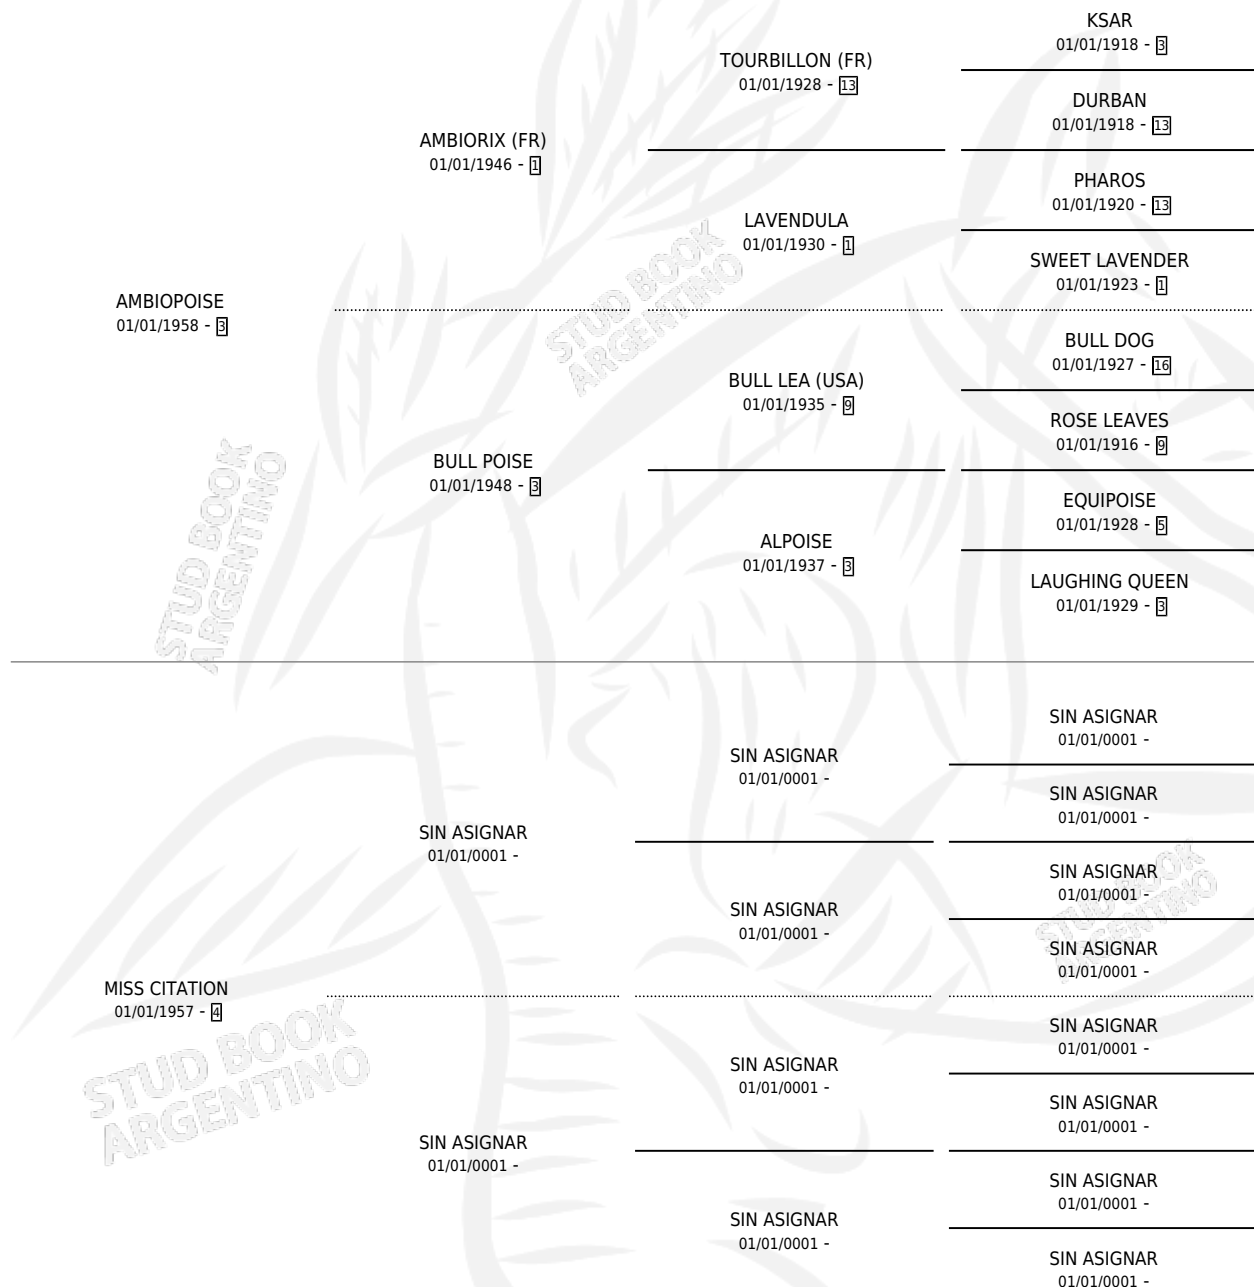 KSAR
01/01/1918 - 3
TOURBILLON (FR)
01/01/1928 - 13
DURBAN
01/01/1918 - 13
AMBIORIX (FR)
01/01/1946 - 1
PHAROS
01/01/1920 - 13
LAVENDULA
01/01/1930 - 1
SWEET LAVENDER
01/01/1923 - 1
AMBIOPOISE
01/01/1958 - 3
BULL DOG
01/01/1927 - 16
BULL LEA (USA)
01/01/1935 - 9
ROSE LEAVES
01/01/1916 - 9
BULL POISE
01/01/1948 - 3
EQUIPOISE
01/01/1928 - 5
ALPOISE
01/01/1937 - 3
LAUGHING QUEEN
01/01/1929 - 3
STUD BOOK
ARGENTINO
STUD BOOK
ARGENTINO
SIN ASIGNAR
01/01/0001 -
SIN ASIGNAR
01/01/0001 -
SIN ASIGNAR
01/01/0001 -
SIN ASIGNAR
01/01/0001 -
SIN ASIGNAR
01/01/0001 -
SIN ASIGNAR
01/01/0001 -
SIN ASIGNAR
01/01/0001 -
MISS CITATION
01/01/1957 - 4
SIN ASIGNAR
01/01/0001 -
SIN ASIGNAR
01/01/0001 -
SIN ASIGNAR
01/01/0001 -
SIN ASIGNAR
01/01/0001 -
SIN ASIGNAR
01/01/0001 -
SIN ASIGNAR
01/01/0001 -
SIN ASIGNAR
01/01/0001 -
STUD BOOK
ARGENTINO
STUD BOOK
ARGENTINO